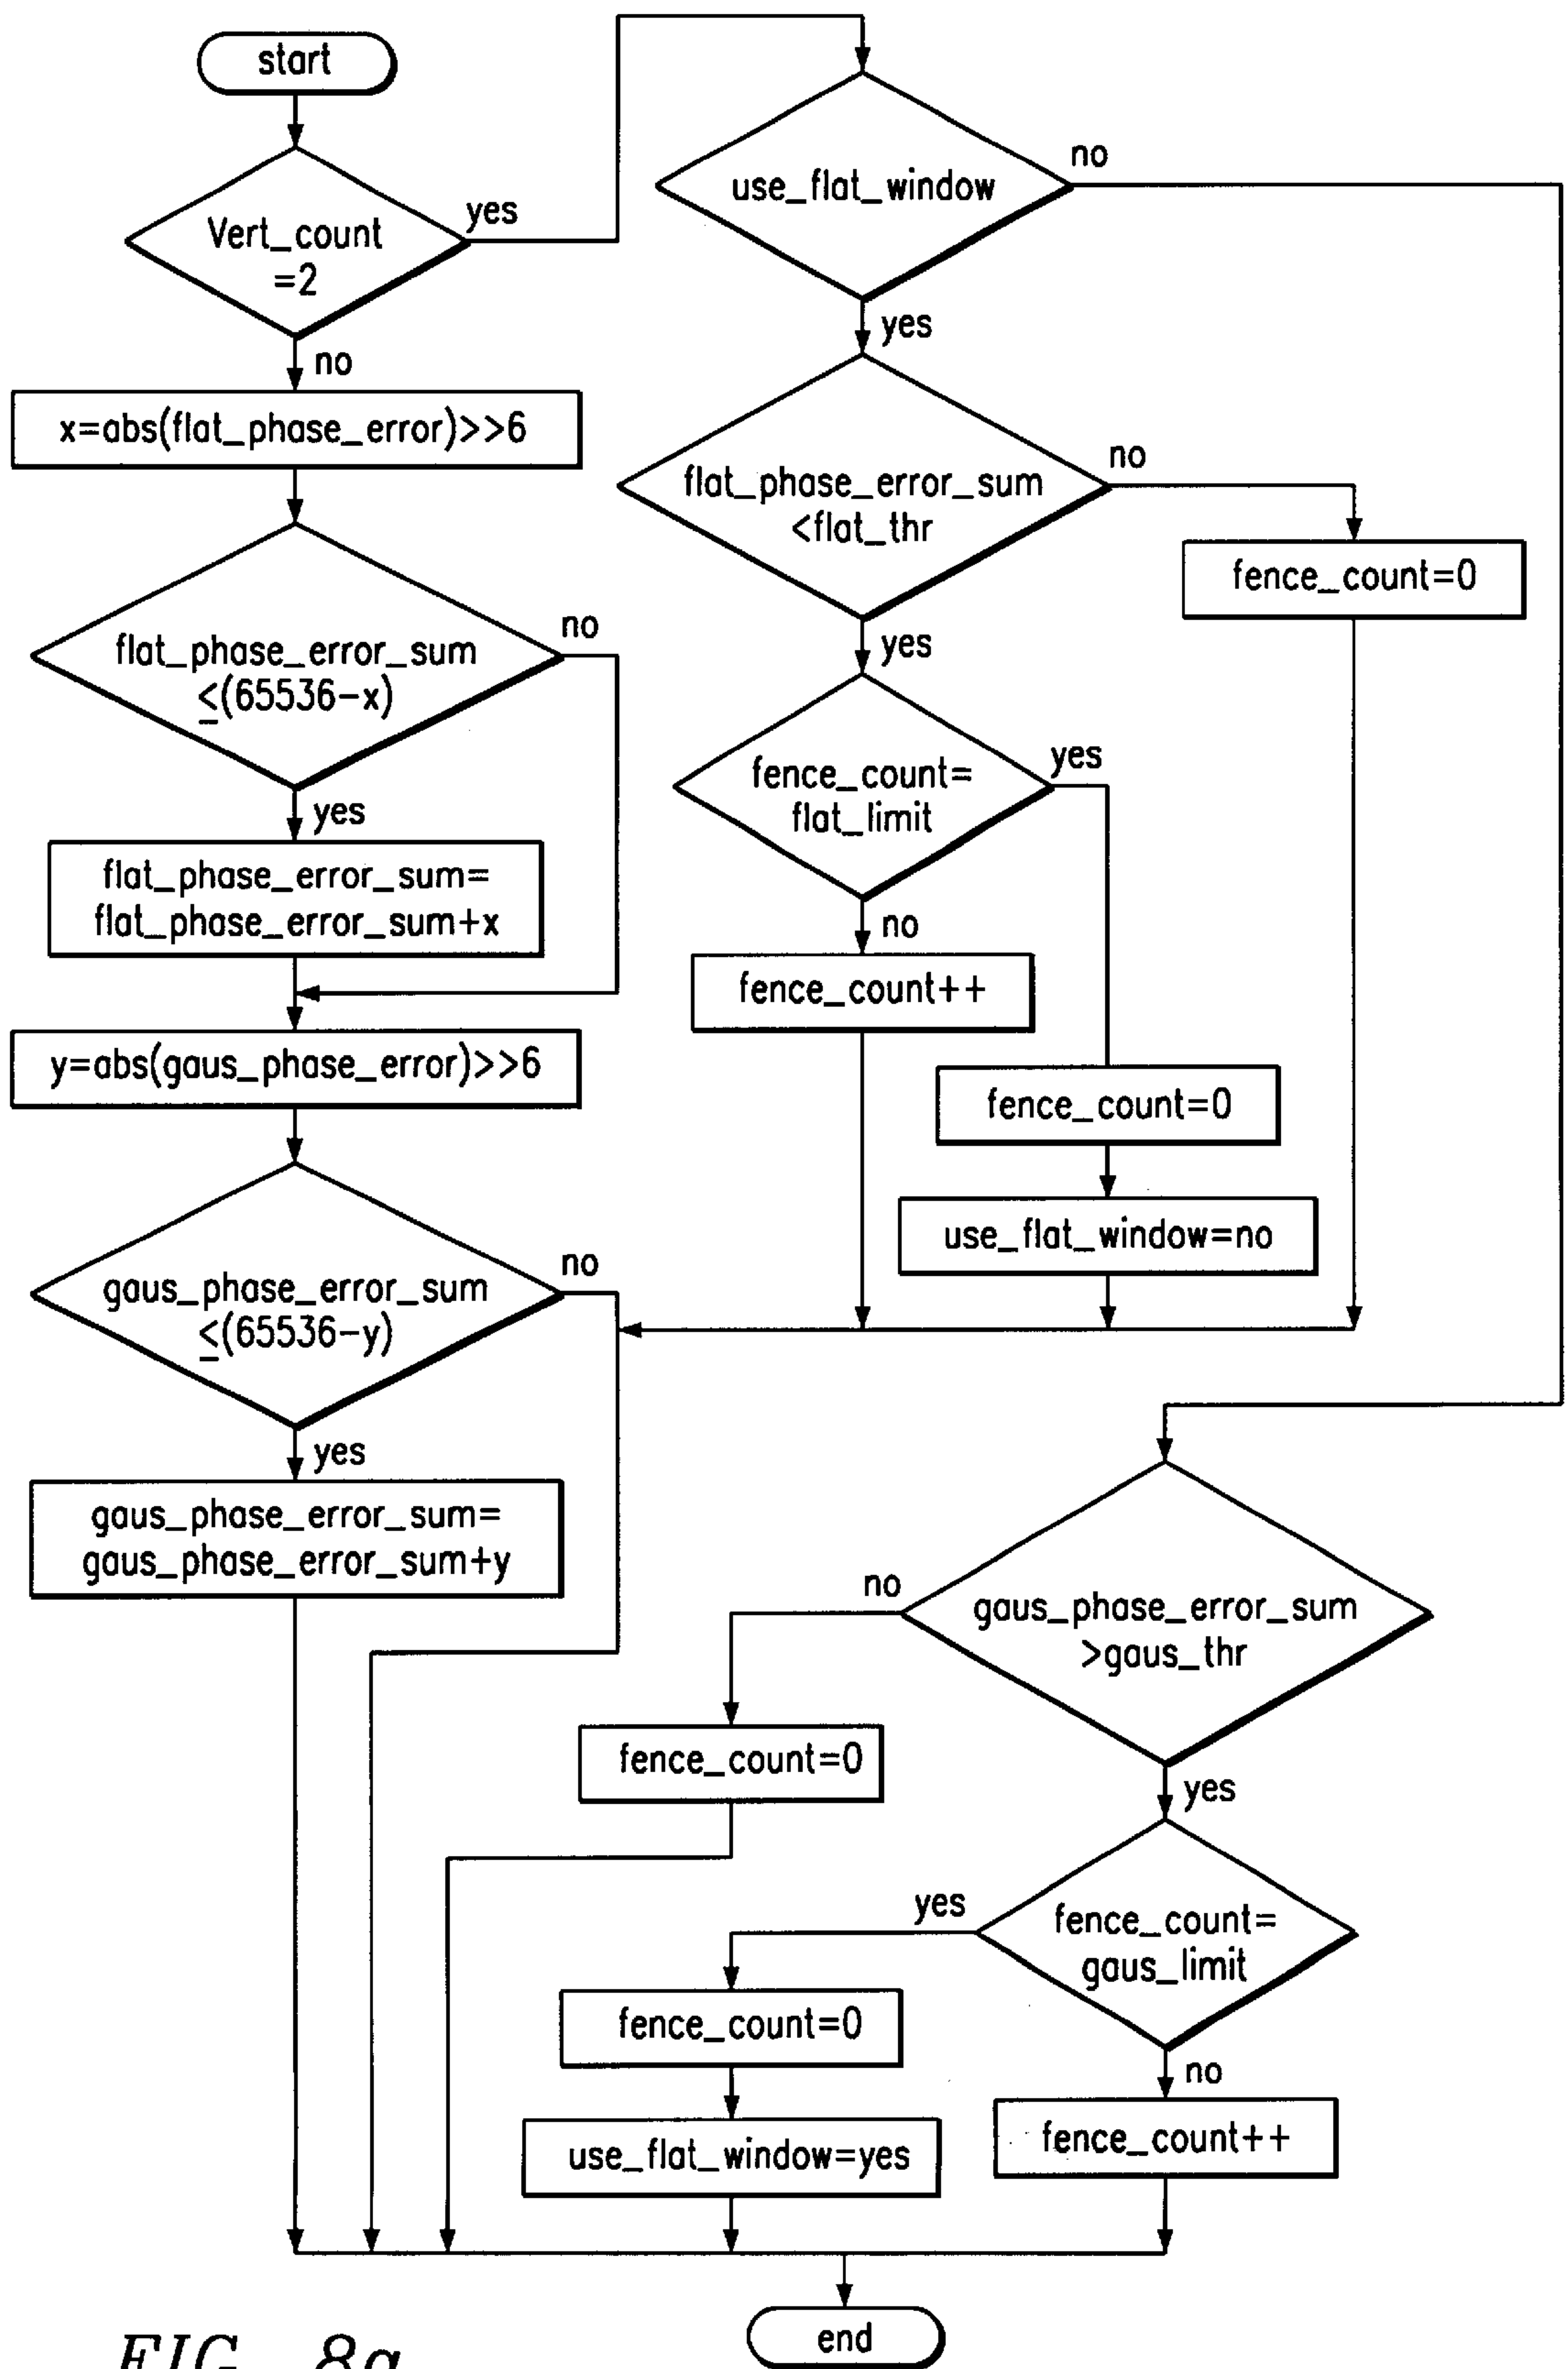 start
Vert_count
=2
yes
no
x=abs(flat_phase_error)>>6
flat_phase_error_sum
≤(65536-x)
no
yes
flat_phase_error_sum=
flat_phase_error_sum+x
y=abs(gaus_phase_error)>>6
gaus_phase_error_sum
≤(65536-y)
no
yes
gaus_phase_error_sum=
gaus_phase_error_sum+y
use_flat_window
no
yes
flat_phase_error_sum
<flat_thr
no
fence_count=0
yes
fence_count=
flat_limit
yes
no
fence_count++
fence_count=0
use_flat_window=no
gaus_phase_error_sum
>gaus_thr
no
fence_count=0
yes
fence_count=
gaus_limit
yes
fence_count=0
use_flat_window=yes
no
fence_count++
end
FIG. 8a